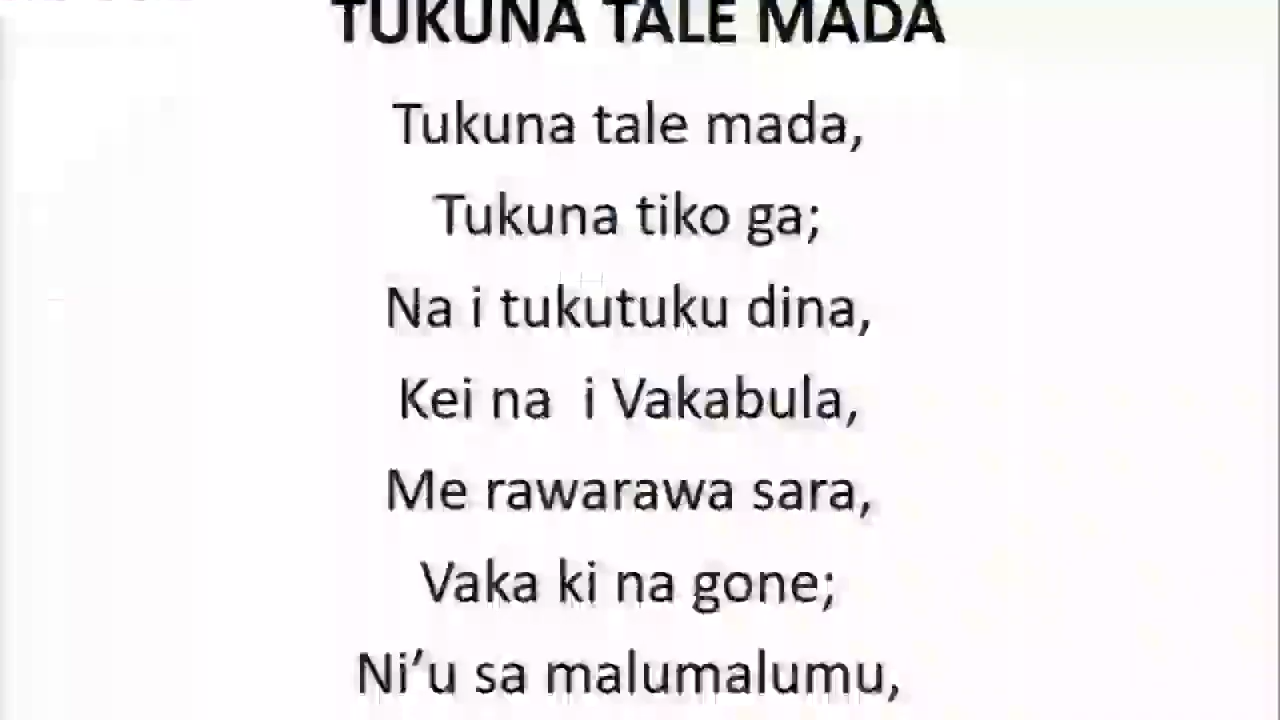 TUKUNA TALE MADA
Tukuna tale mada,
Tukuna tiko ga;
Na i tukutuku dina,
Kei na i Vakabula,
Me rawarawa sara,
Vaka ki na gone;
Ni’u sa malumalumu,